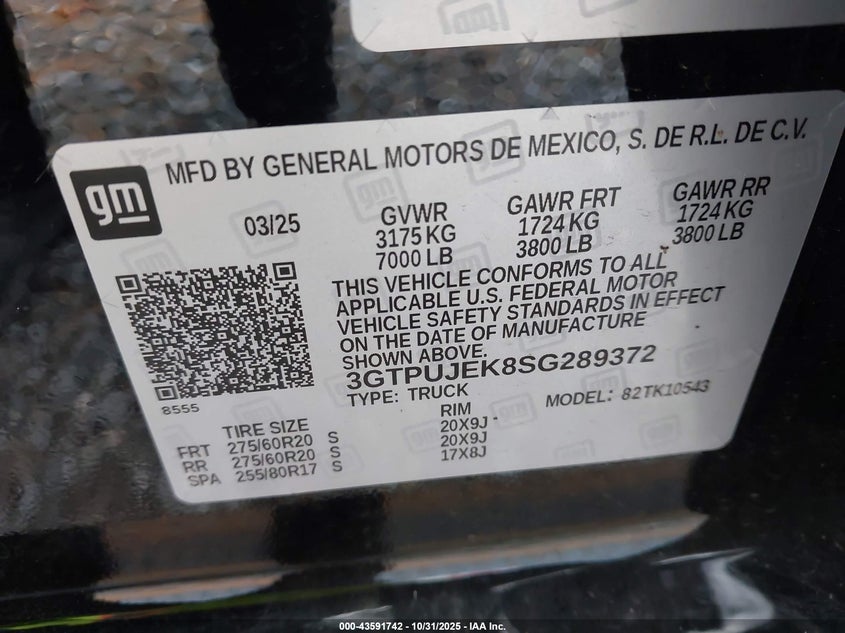 gm
MFD BY GENERAL MOTORS DE MEXICO, S. DE R.L. DE C.V.
03/25
GVWR
3175 KG
7000 LB
GAWR FRT
1724 KG
3800 LB
GAWR RR
1724 KG
3800 LB
THIS VEHICLE CONFORMS TO ALL
APPLICABLE U.S. FEDERAL MOTOR
VEHICLE SAFETY STANDARDS IN EFFECT
ON THE DATE OF MANUFACTURE
SHOWN ABOVE.
3GTPUJEK8SG289372
TYPE: TRUCK
MODEL: 82TK10543
8555
TIRE SIZE RIM
FRT 275/60R20 S 20X9J
RR 275/60R20 S 20X9J
SPA 255/80R17 S 17X8J
000-43591742 - 10/31/2025 - IAA Inc.